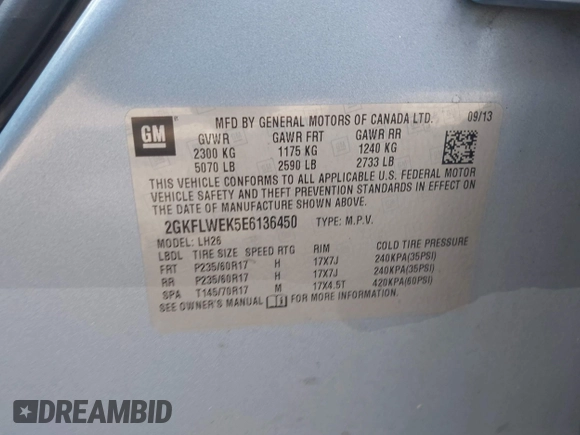 MFD BY GENERAL MOTORS OF CANADA LTD. 09/13
GM
GVWR GAWR FRT GAWR RR
2300 KG 1175 KG 1240 KG
5070 LB 2590 LB 2733 LB
THIS VEHICLE CONFORMS TO ALL APPLICABLE U.S. FEDERAL MOTOR
VEHICLE SAFETY AND THEFT PREVENTION STANDARDS IN EFFECT ON
THE DATE OF MANUFACTURE SHOWN ABOVE.
2GKFLWEK5E6136450 TYPE: M.P.V.
MODEL: LH26
LBDL TIRE SIZE SPEED RTG RIM COLD TIRE PRESSURE
FRT P235/60R17 H 17X7J 240KPA(35PSI)
RR P235/60R17 H 17X7J 240KPA(35PSI)
SPA T145/70R17 M 17X4.5T 420KPA(60PSI)
SEE OWNER'S MANUAL FOR MORE INFORMATION.
DREAMBID